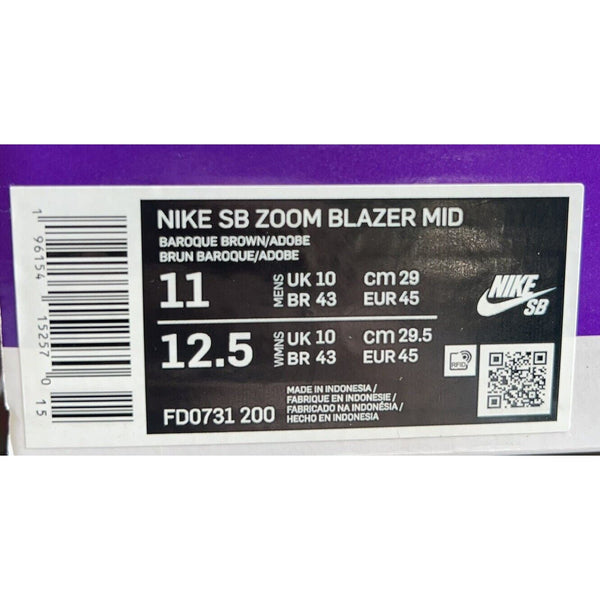 NIKE SB ZOOM BLAZER MID
BAROQUE BROWN/ADOBE
BRUN BAROQUE/ADOBE
11 MENS UK 10 CM 29
BR 43 EUR 45
12.5 WMNS UK 10 CM 29.5
BR 43 EUR 45
NIKE
SB
RFID
FD0731 200
MADE IN INDONESIA /
FABRIQUE EN INDONESIE /
FABRICADO NA INDONÉSIA /
HECHO EN INDONESIA
1 96154 15257 0 15